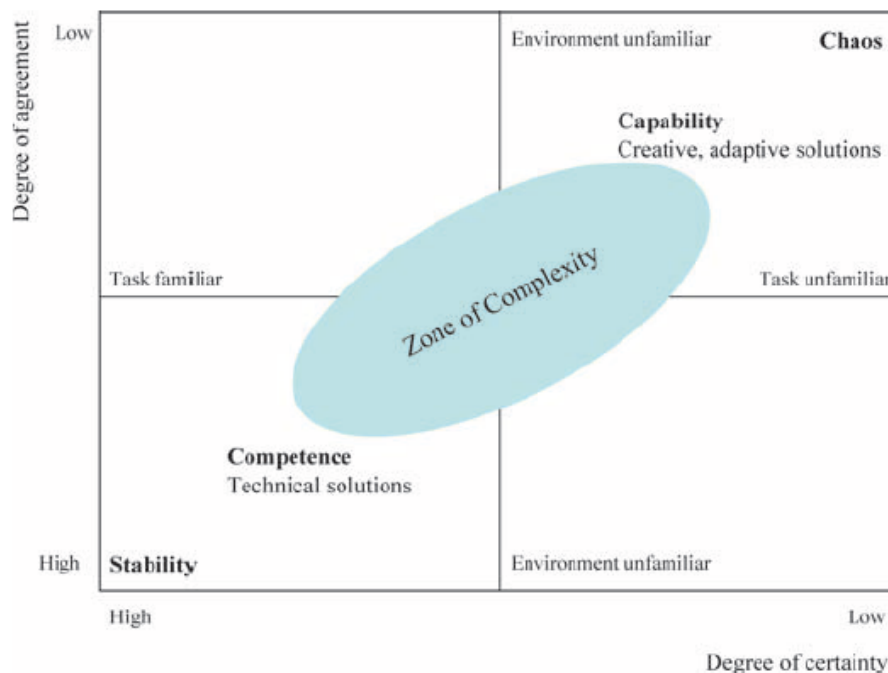 Low
Degree of agreement
Environment unfamiliar
Chaos
Capability
Creative, adaptive solutions
Task familiar
Zone of Complexity
Task unfamiliar
Competence
Technical solutions
High
Stability
Environment unfamiliar
High
Low
Degree of certainty